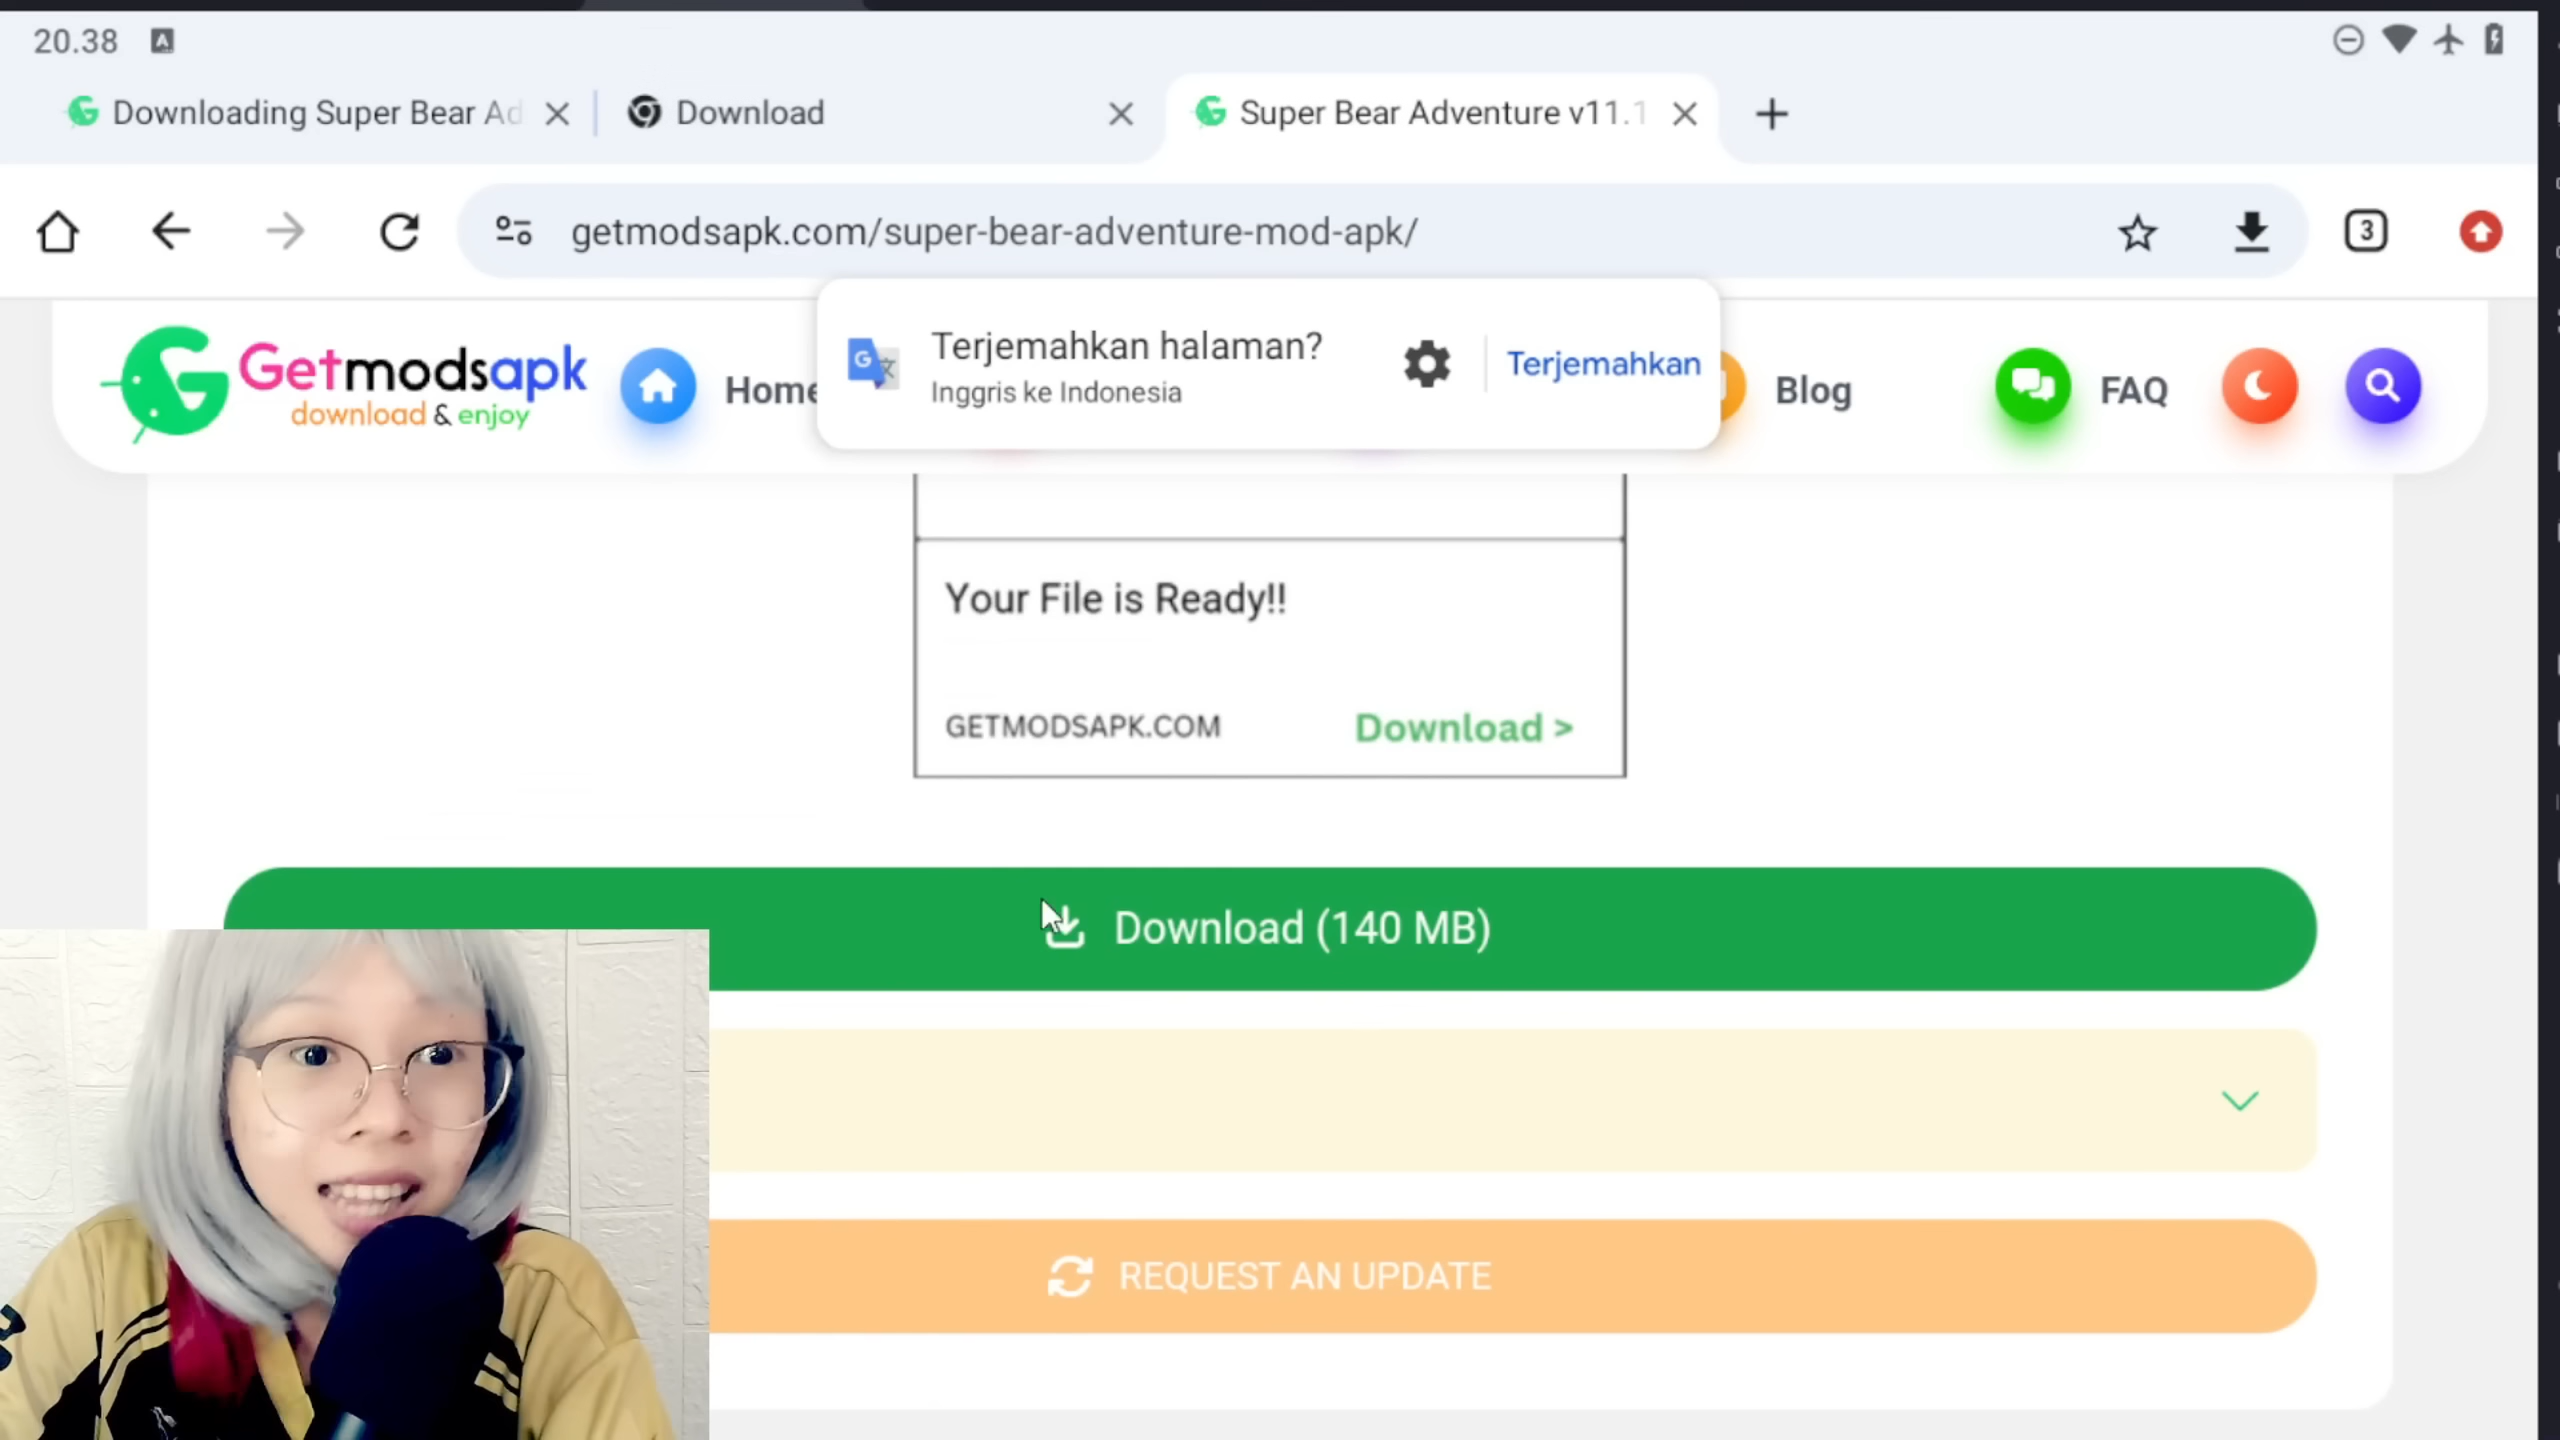 20.38 A
Downloading Super Bear Ad
Download
Super Bear Adventure v11.1
getmodsapk.com/super-bear-adventure-mod-apk/
3
Getmodsapk
download & enjoy
Home
Terjemahkan halaman?
Inggris ke Indonesia
Terjemahkan
Blog
FAQ
Your File is Ready!!
GETMODSAPK.COM
Download >
Download (140 MB)
REQUEST AN UPDATE